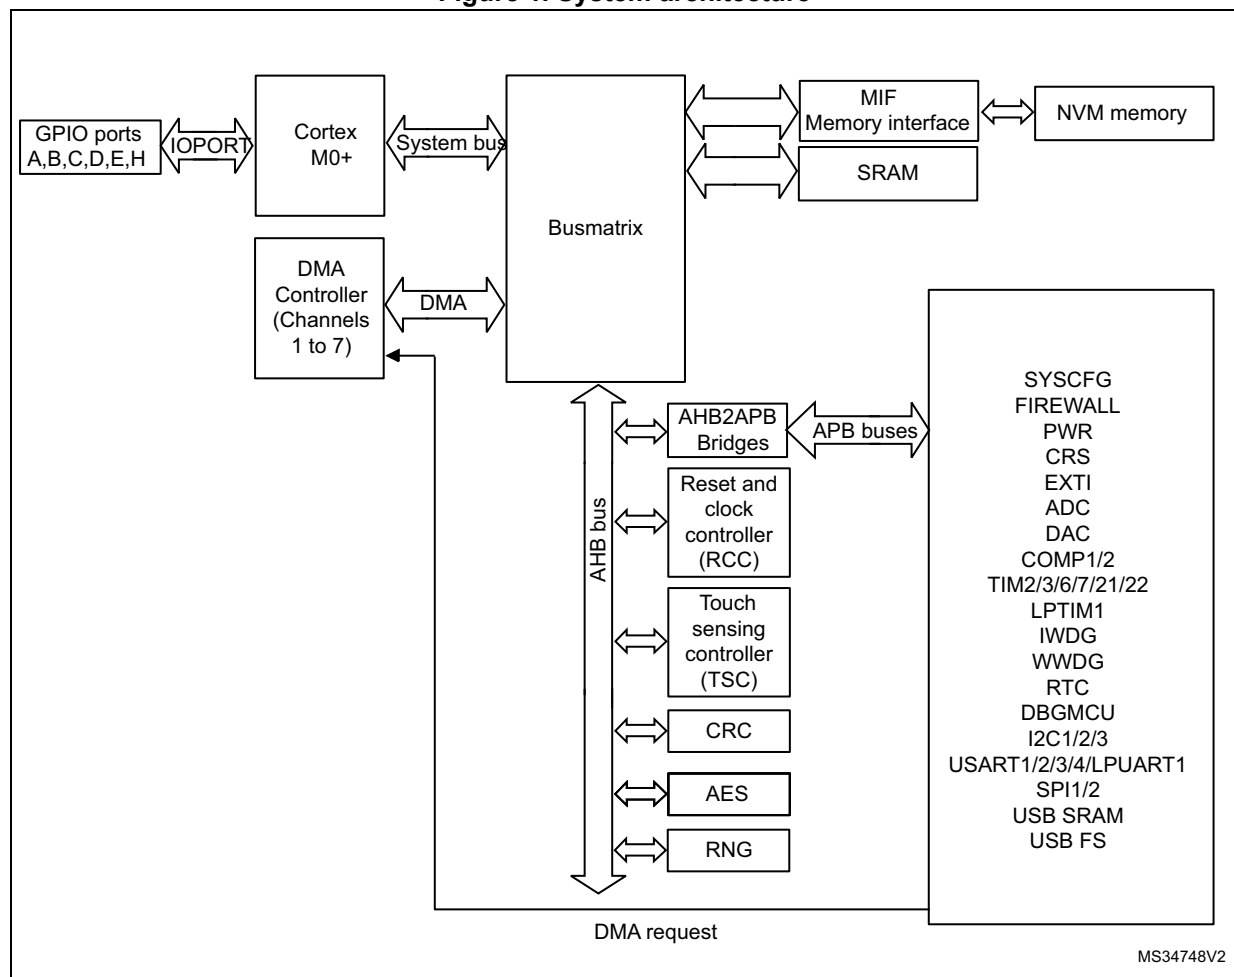 Figure 1. System architecture
GPIO ports
A,B,C,D,E,H
IOPORT
Cortex
M0+
System bus
Busmatrix
MIF
Memory interface
NVM memory
SRAM
DMA
Controller
(Channels
1 to 7)
DMA
AHB bus
AHB2APB
Bridges
APB buses
Reset and
clock
controller
(RCC)
Touch
sensing
controller
(TSC)
CRC
AES
RNG
SYSCFG
FIREWALL
PWR
CRS
EXTI
ADC
DAC
COMP1/2
TIM2/3/6/7/21/22
LPTIM1
IWDG
WWDG
RTC
DBGMCU
I2C1/2/3
USART1/2/3/4/LPUART1
SPI1/2
USB SRAM
USB FS
DMA request
MS34748V2